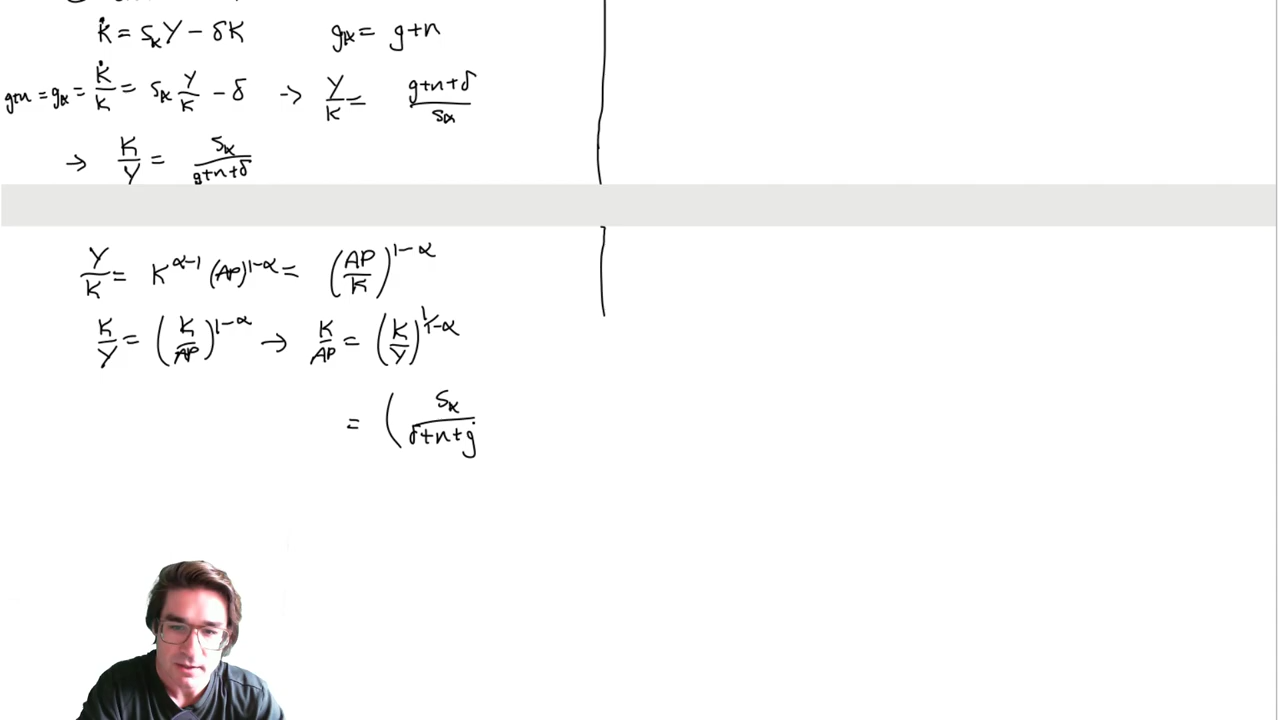 K̇ = s_K Y − δK     g_K = g+n
g+n = g_K = K̇/K = s_K Y/K − δ → Y/K = (g+n+δ)/s_K
→ K/Y = s_K/(g+n+δ)
Y/K = K^(α−1) (AP)^(1−α) = (AP/K)^(1−α)
K/Y = (K/AP)^(1−α) → K/AP = (K/Y)^(1/1−α)
= ( s_K/(δ+n+g